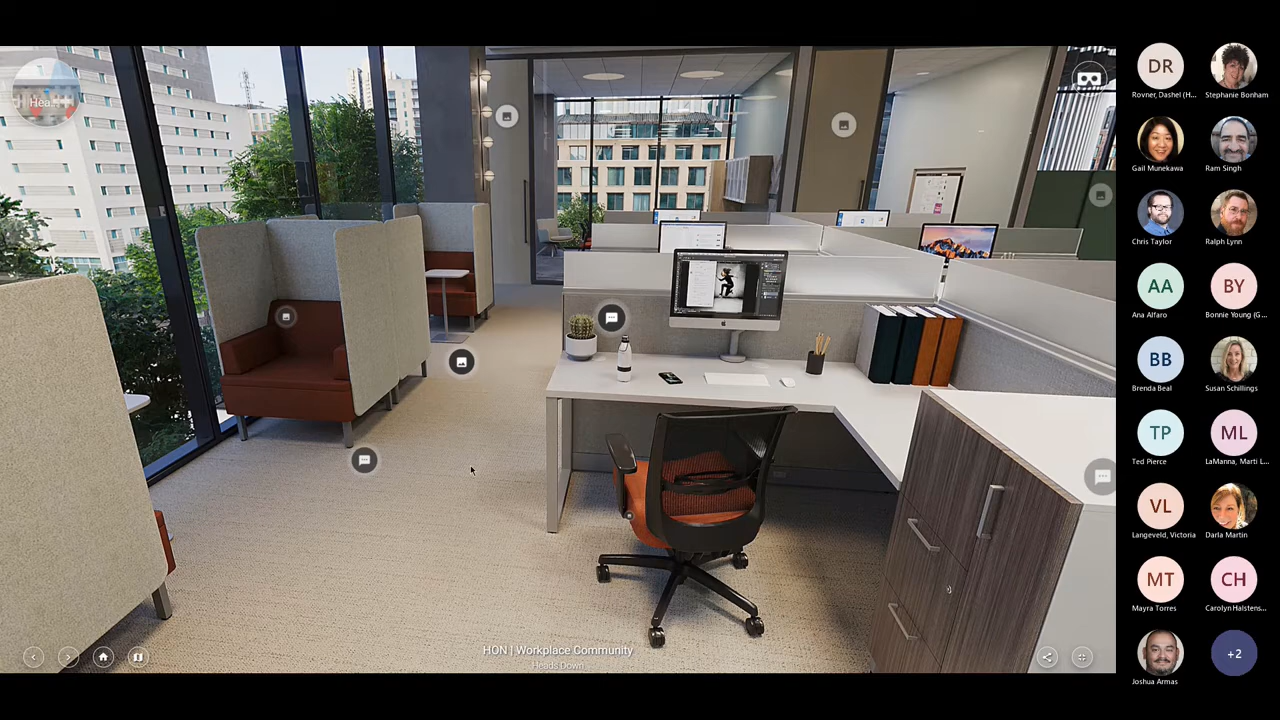 Hea...
HON | Workplace Community
Heads Down
DR
Rovner, Dashel (H...
Stephanie Bonham
Gail Munekawa
Ram Singh
Chris Taylor
Ralph Lynn
AA
Ana Alfaro
BY
Bonnie Young (G...
BB
Brenda Beal
Susan Schillings
TP
Ted Pierce
ML
LaManna, Marti L...
VL
Langeveld, Victoria
Darla Martin
MT
Mayra Torres
CH
Carolyn Halstens...
Joshua Armas
+2